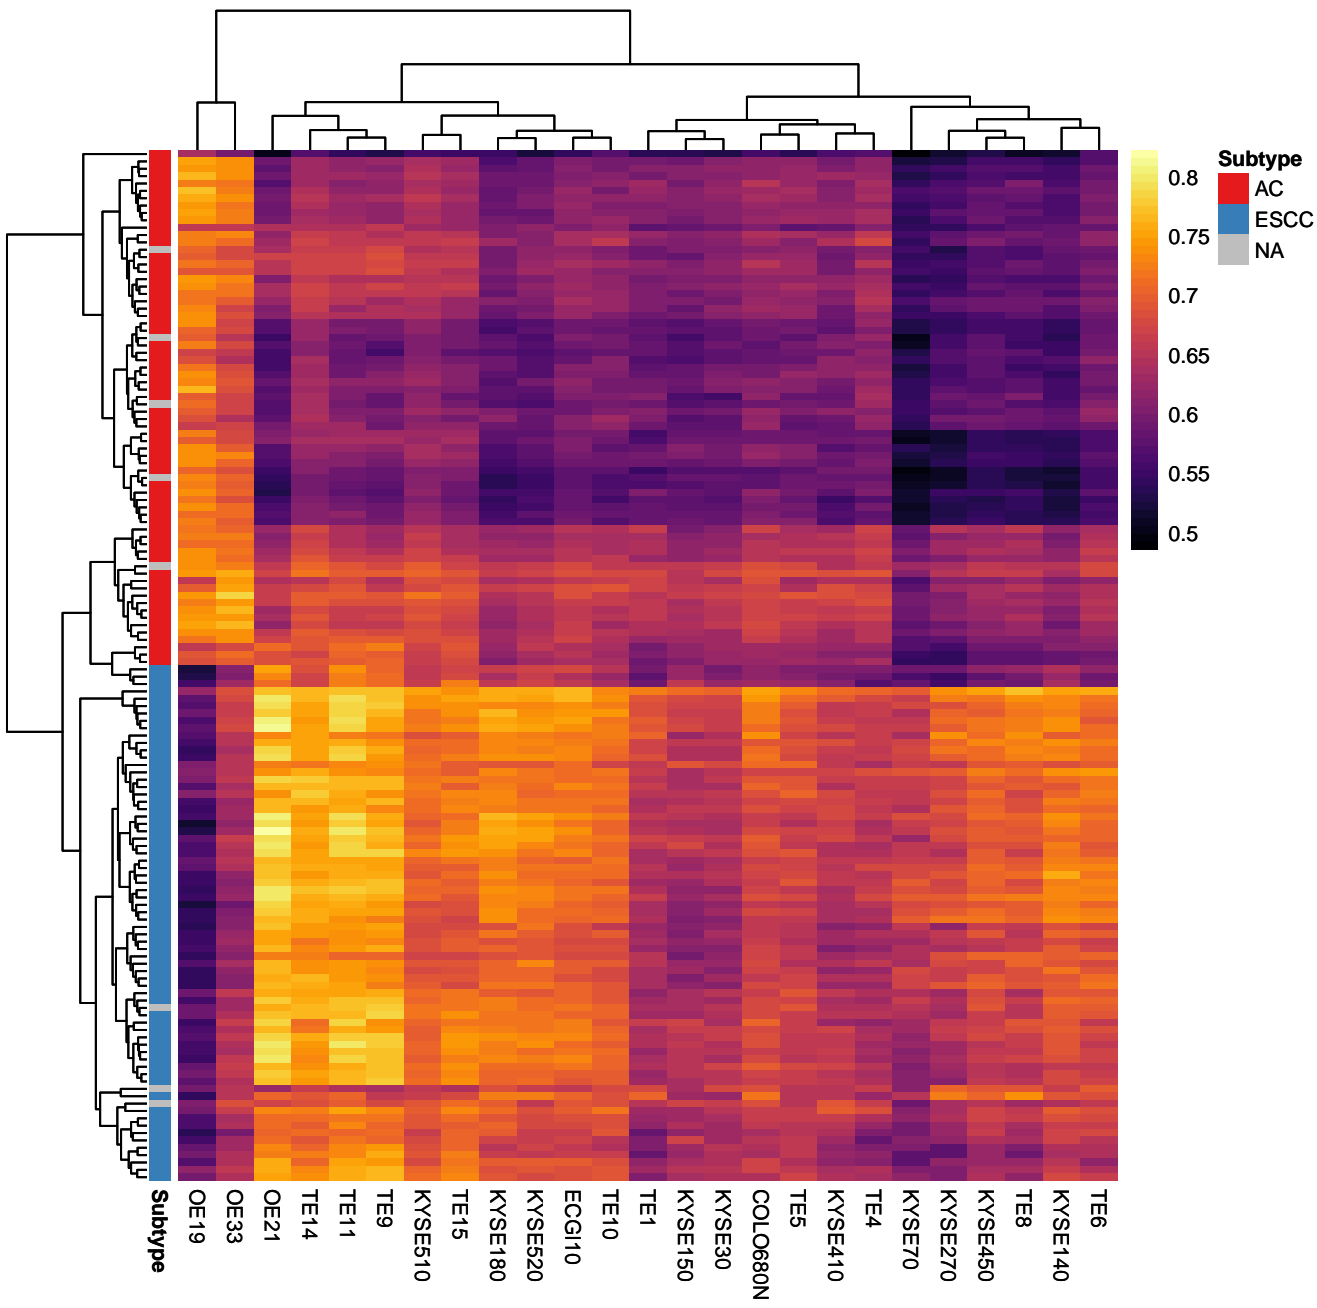 Subtype
AC
ESCC
NA
0.8
0.75
0.7
0.65
0.6
0.55
0.5
Subtype
OE19
OE33
OE21
TE14
TE11
TE9
KYSE510
TE15
KYSE180
KYSE520
ECGI10
TE10
TE1
KYSE150
KYSE30
COLO680N
TE5
KYSE410
TE4
KYSE70
KYSE270
KYSE450
TE8
KYSE140
TE6